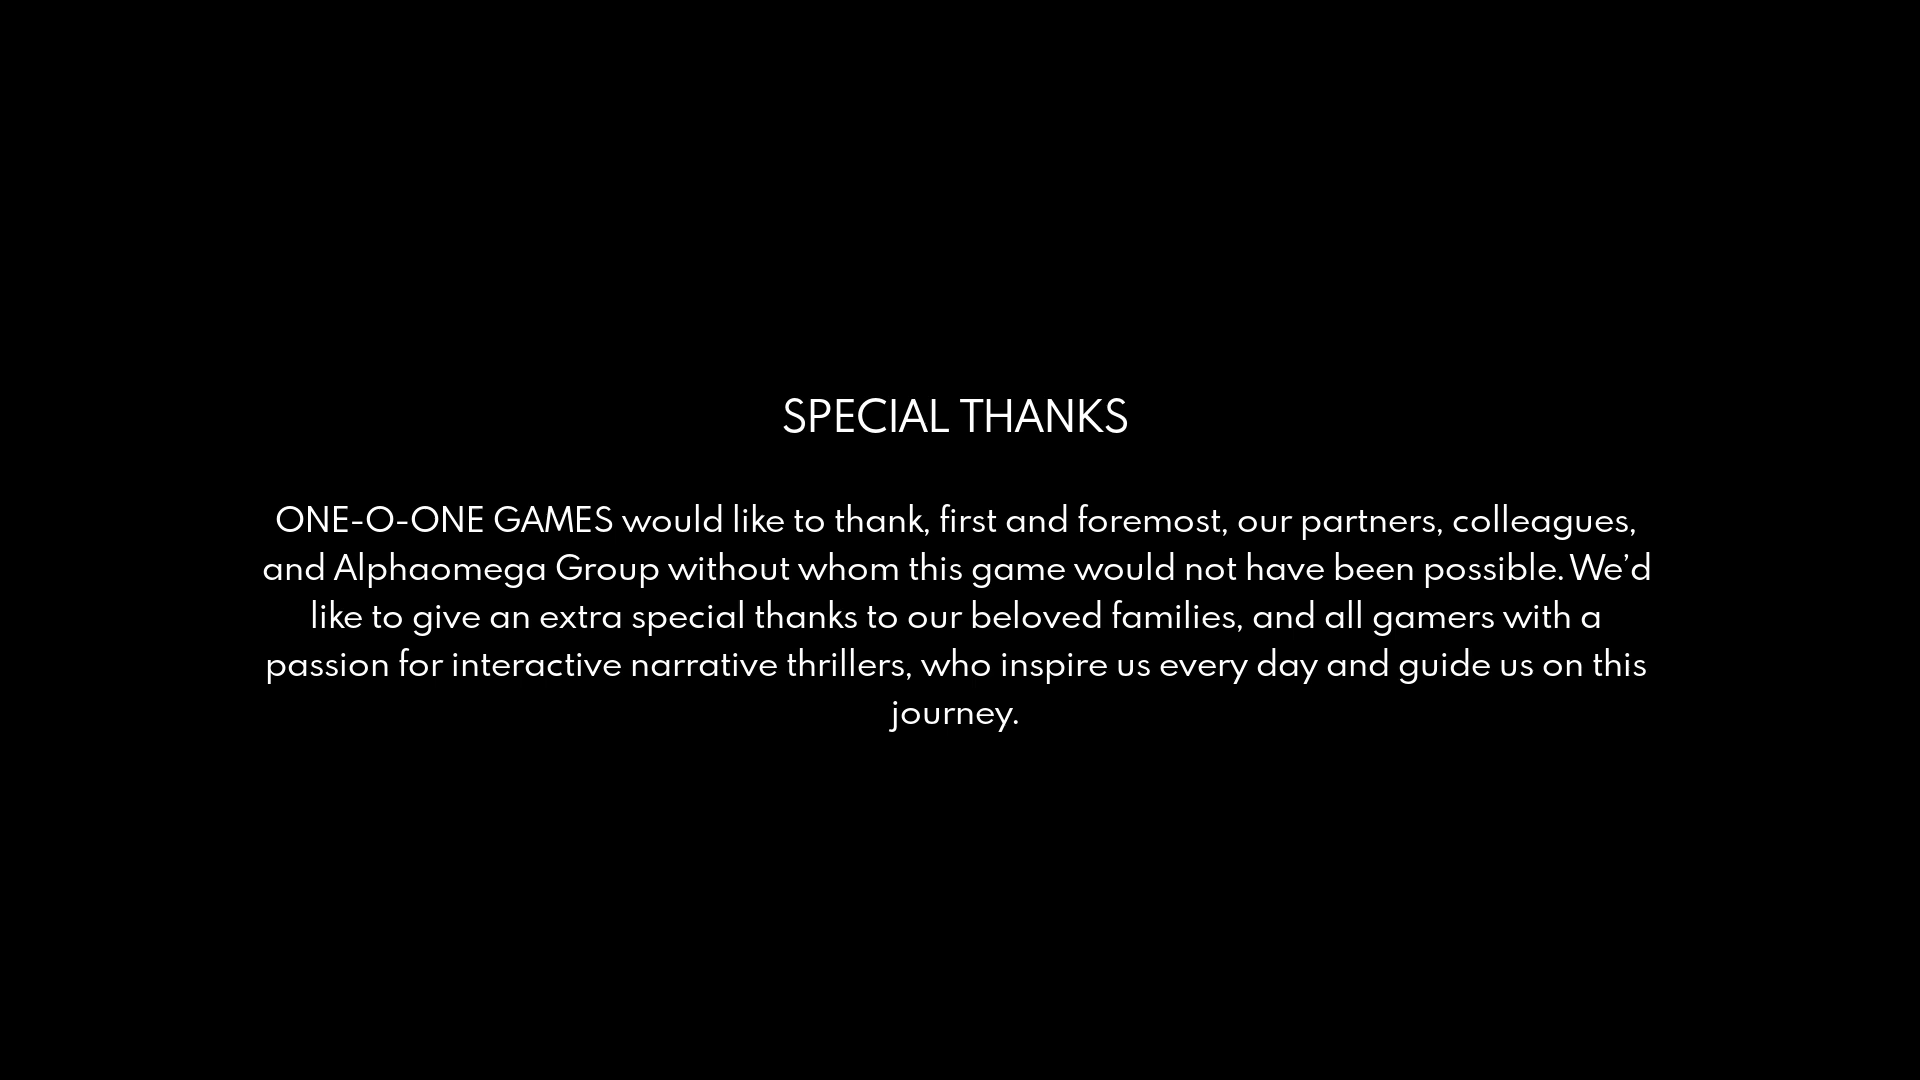 SPECIAL THANKS
ONE-O-ONE GAMES would like to thank, first and foremost, our partners, colleagues,
and Alphaomega Group without whom this game would not have been possible. We’d
like to give an extra special thanks to our beloved families, and all gamers with a
passion for interactive narrative thrillers, who inspire us every day and guide us on this
journey.